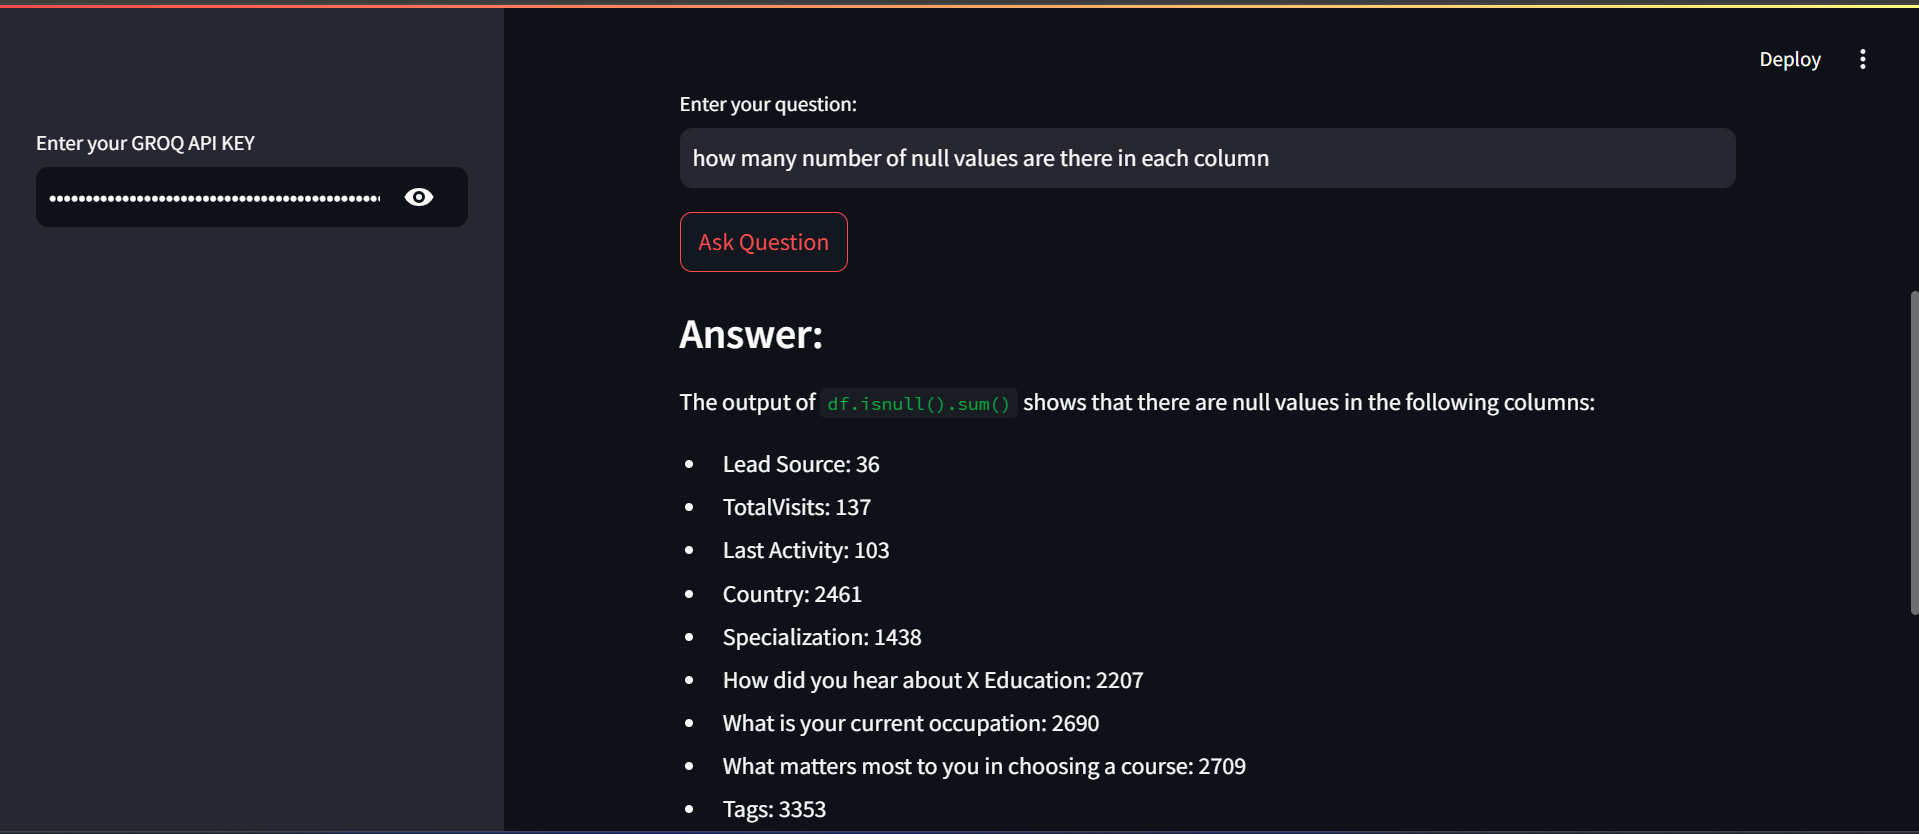 Deploy
Enter your GROQ API KEY
Enter your question:
how many number of null values are there in each column
Ask Question
Answer:
The output of df.isnull().sum() shows that there are null values in the following columns:
• Lead Source: 36
• TotalVisits: 137
• Last Activity: 103
• Country: 2461
• Specialization: 1438
• How did you hear about X Education: 2207
• What is your current occupation: 2690
• What matters most to you in choosing a course: 2709
• Tags: 3353